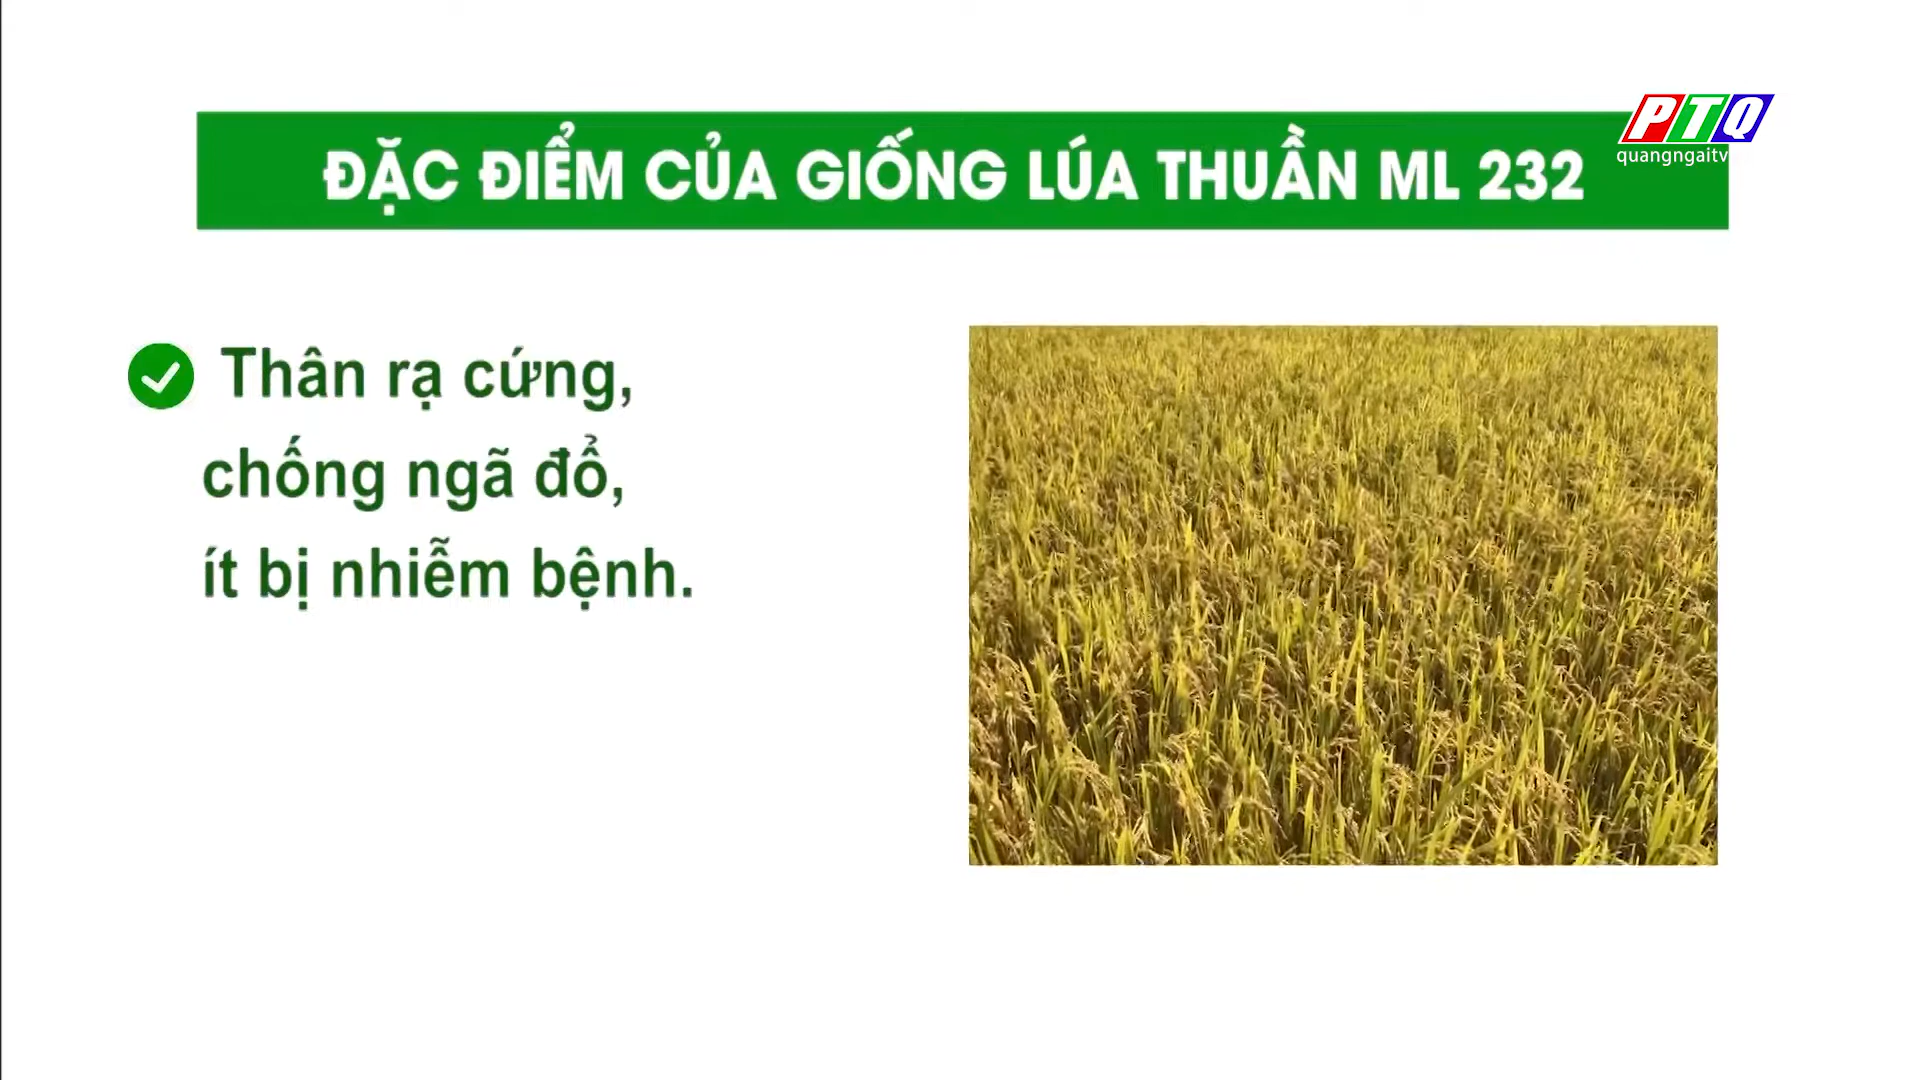 PTQ
quangngaitv
ĐẶC ĐIỂM CỦA GIỐNG LÚA THUẦN ML 232
Thân rạ cứng,
chống ngã đổ,
ít bị nhiễm bệnh.